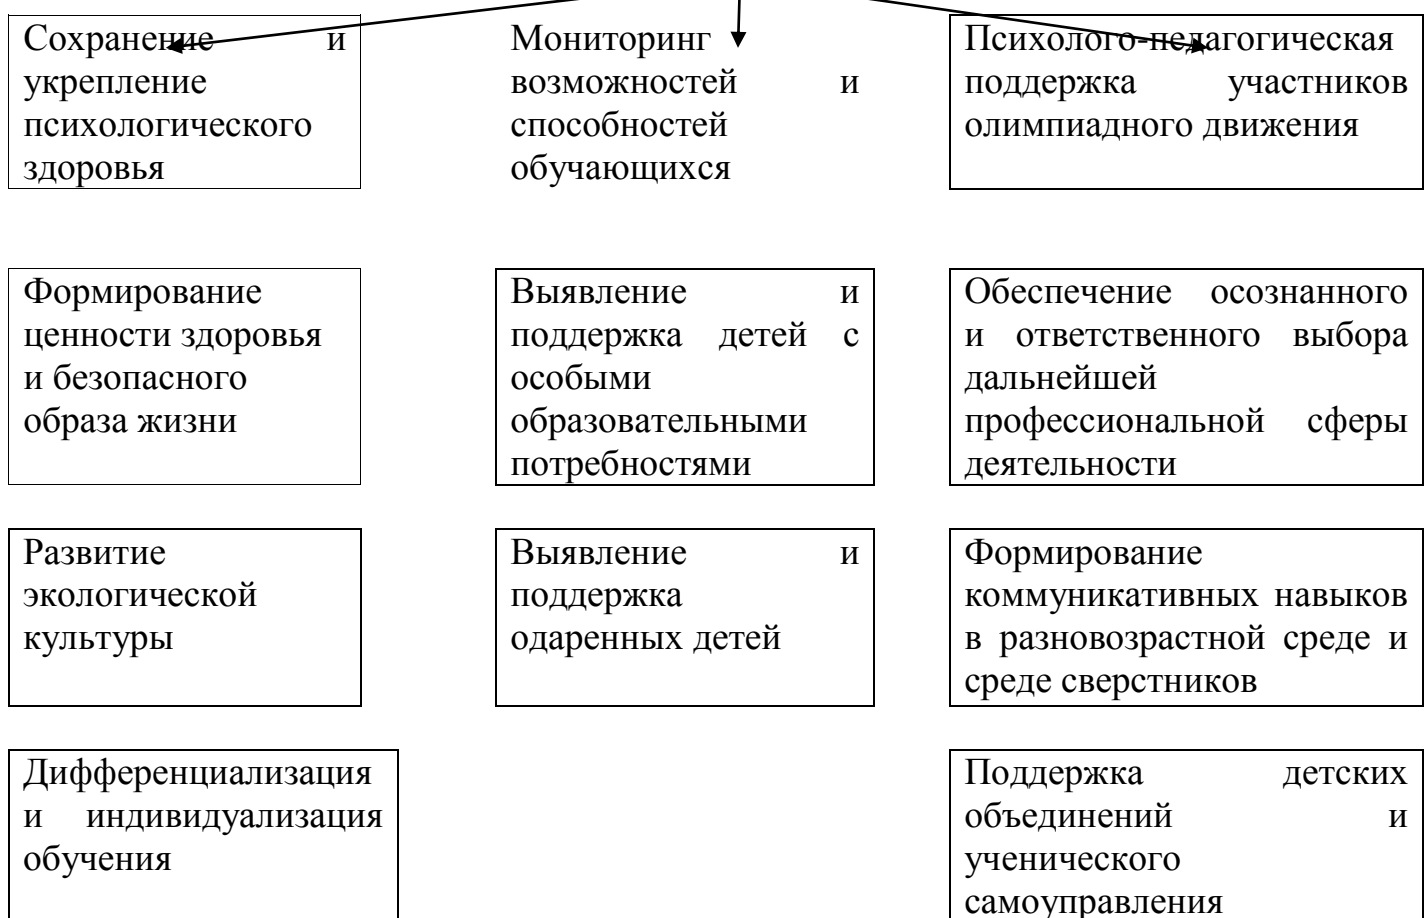 Сохранение и
укрепление
психологического
здоровья
Мониторинг
возможностей и
способностей
обучающихся
Психолого-педагогическая
поддержка участников
олимпиадного движения
Формирование
ценности здоровья
и безопасного
образа жизни
Выявление и
поддержка детей с
особыми
образовательными
потребностями
Обеспечение осознанного
и ответственного выбора
дальнейшей
профессиональной сферы
деятельности
Развитие
экологической
культуры
Выявление и
поддержка
одаренных детей
Формирование
коммуникативных навыков
в разновозрастной среде и
среде сверстников
Дифференциализация
и индивидуализация
обучения
Поддержка детских
объединений и
ученического
самоуправления